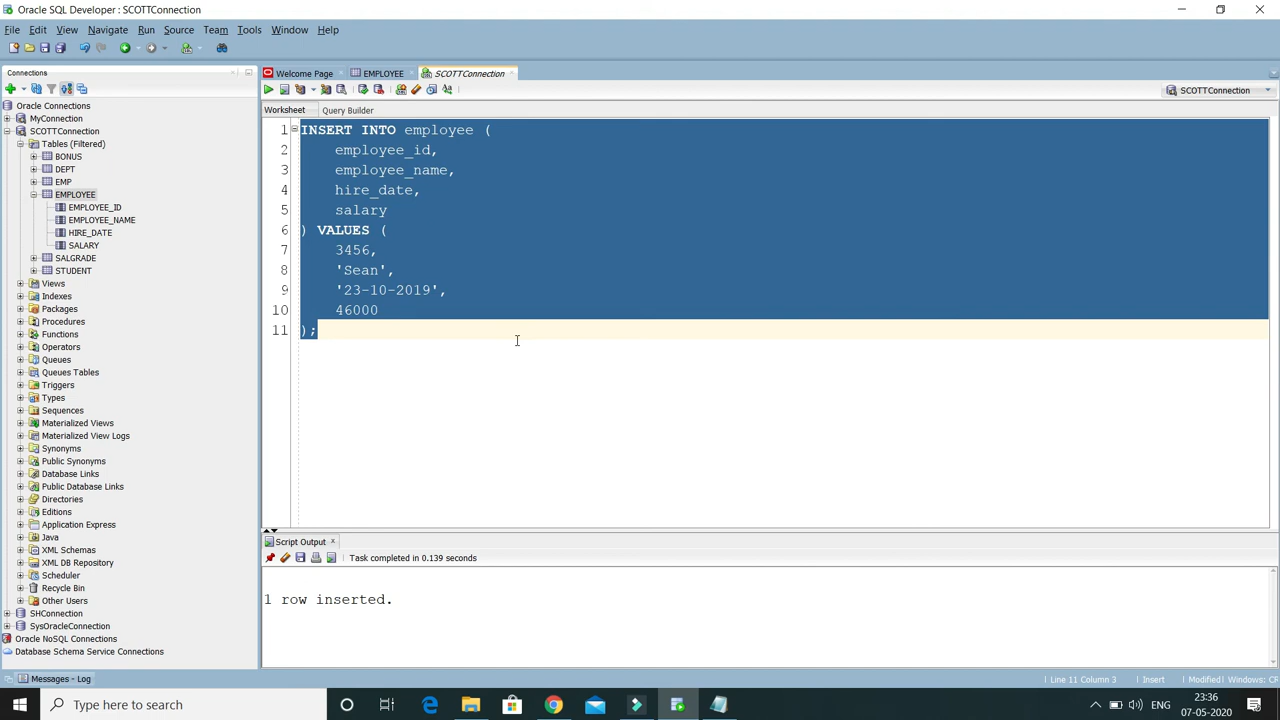 Oracle SQL Developer : SCOTTConnection
File Edit View Navigate Run Source Team Tools Window Help
Connections
Welcome Page
EMPLOYEE
SCOTTConnection
SCOTTConnection
Worksheet Query Builder
Oracle Connections
MyConnection
SCOTTConnection
Tables (Filtered)
BONUS
DEPT
EMP
EMPLOYEE
EMPLOYEE_ID
EMPLOYEE_NAME
HIRE_DATE
SALARY
SALGRADE
STUDENT
Views
Indexes
Packages
Procedures
Functions
Operators
Queues
Queues Tables
Triggers
Types
Sequences
Materialized Views
Materialized View Logs
Synonyms
Public Synonyms
Database Links
Public Database Links
Directories
Editions
Application Express
Java
XML Schemas
XML DB Repository
Scheduler
Recycle Bin
Other Users
SHConnection
SysOracleConnection
Oracle NoSQL Connections
Database Schema Service Connections
1 INSERT INTO employee (
2 employee_id,
3 employee_name,
4 hire_date,
5 salary
6 ) VALUES (
7 3456,
8 'Sean',
9 '23-10-2019',
10 46000
11 );
Script Output
Task completed in 0.139 seconds
1 row inserted.
Messages - Log
Line 11 Column 3 Insert Modified Windows: CF
Type here to search
ENG
23:36
07-05-2020